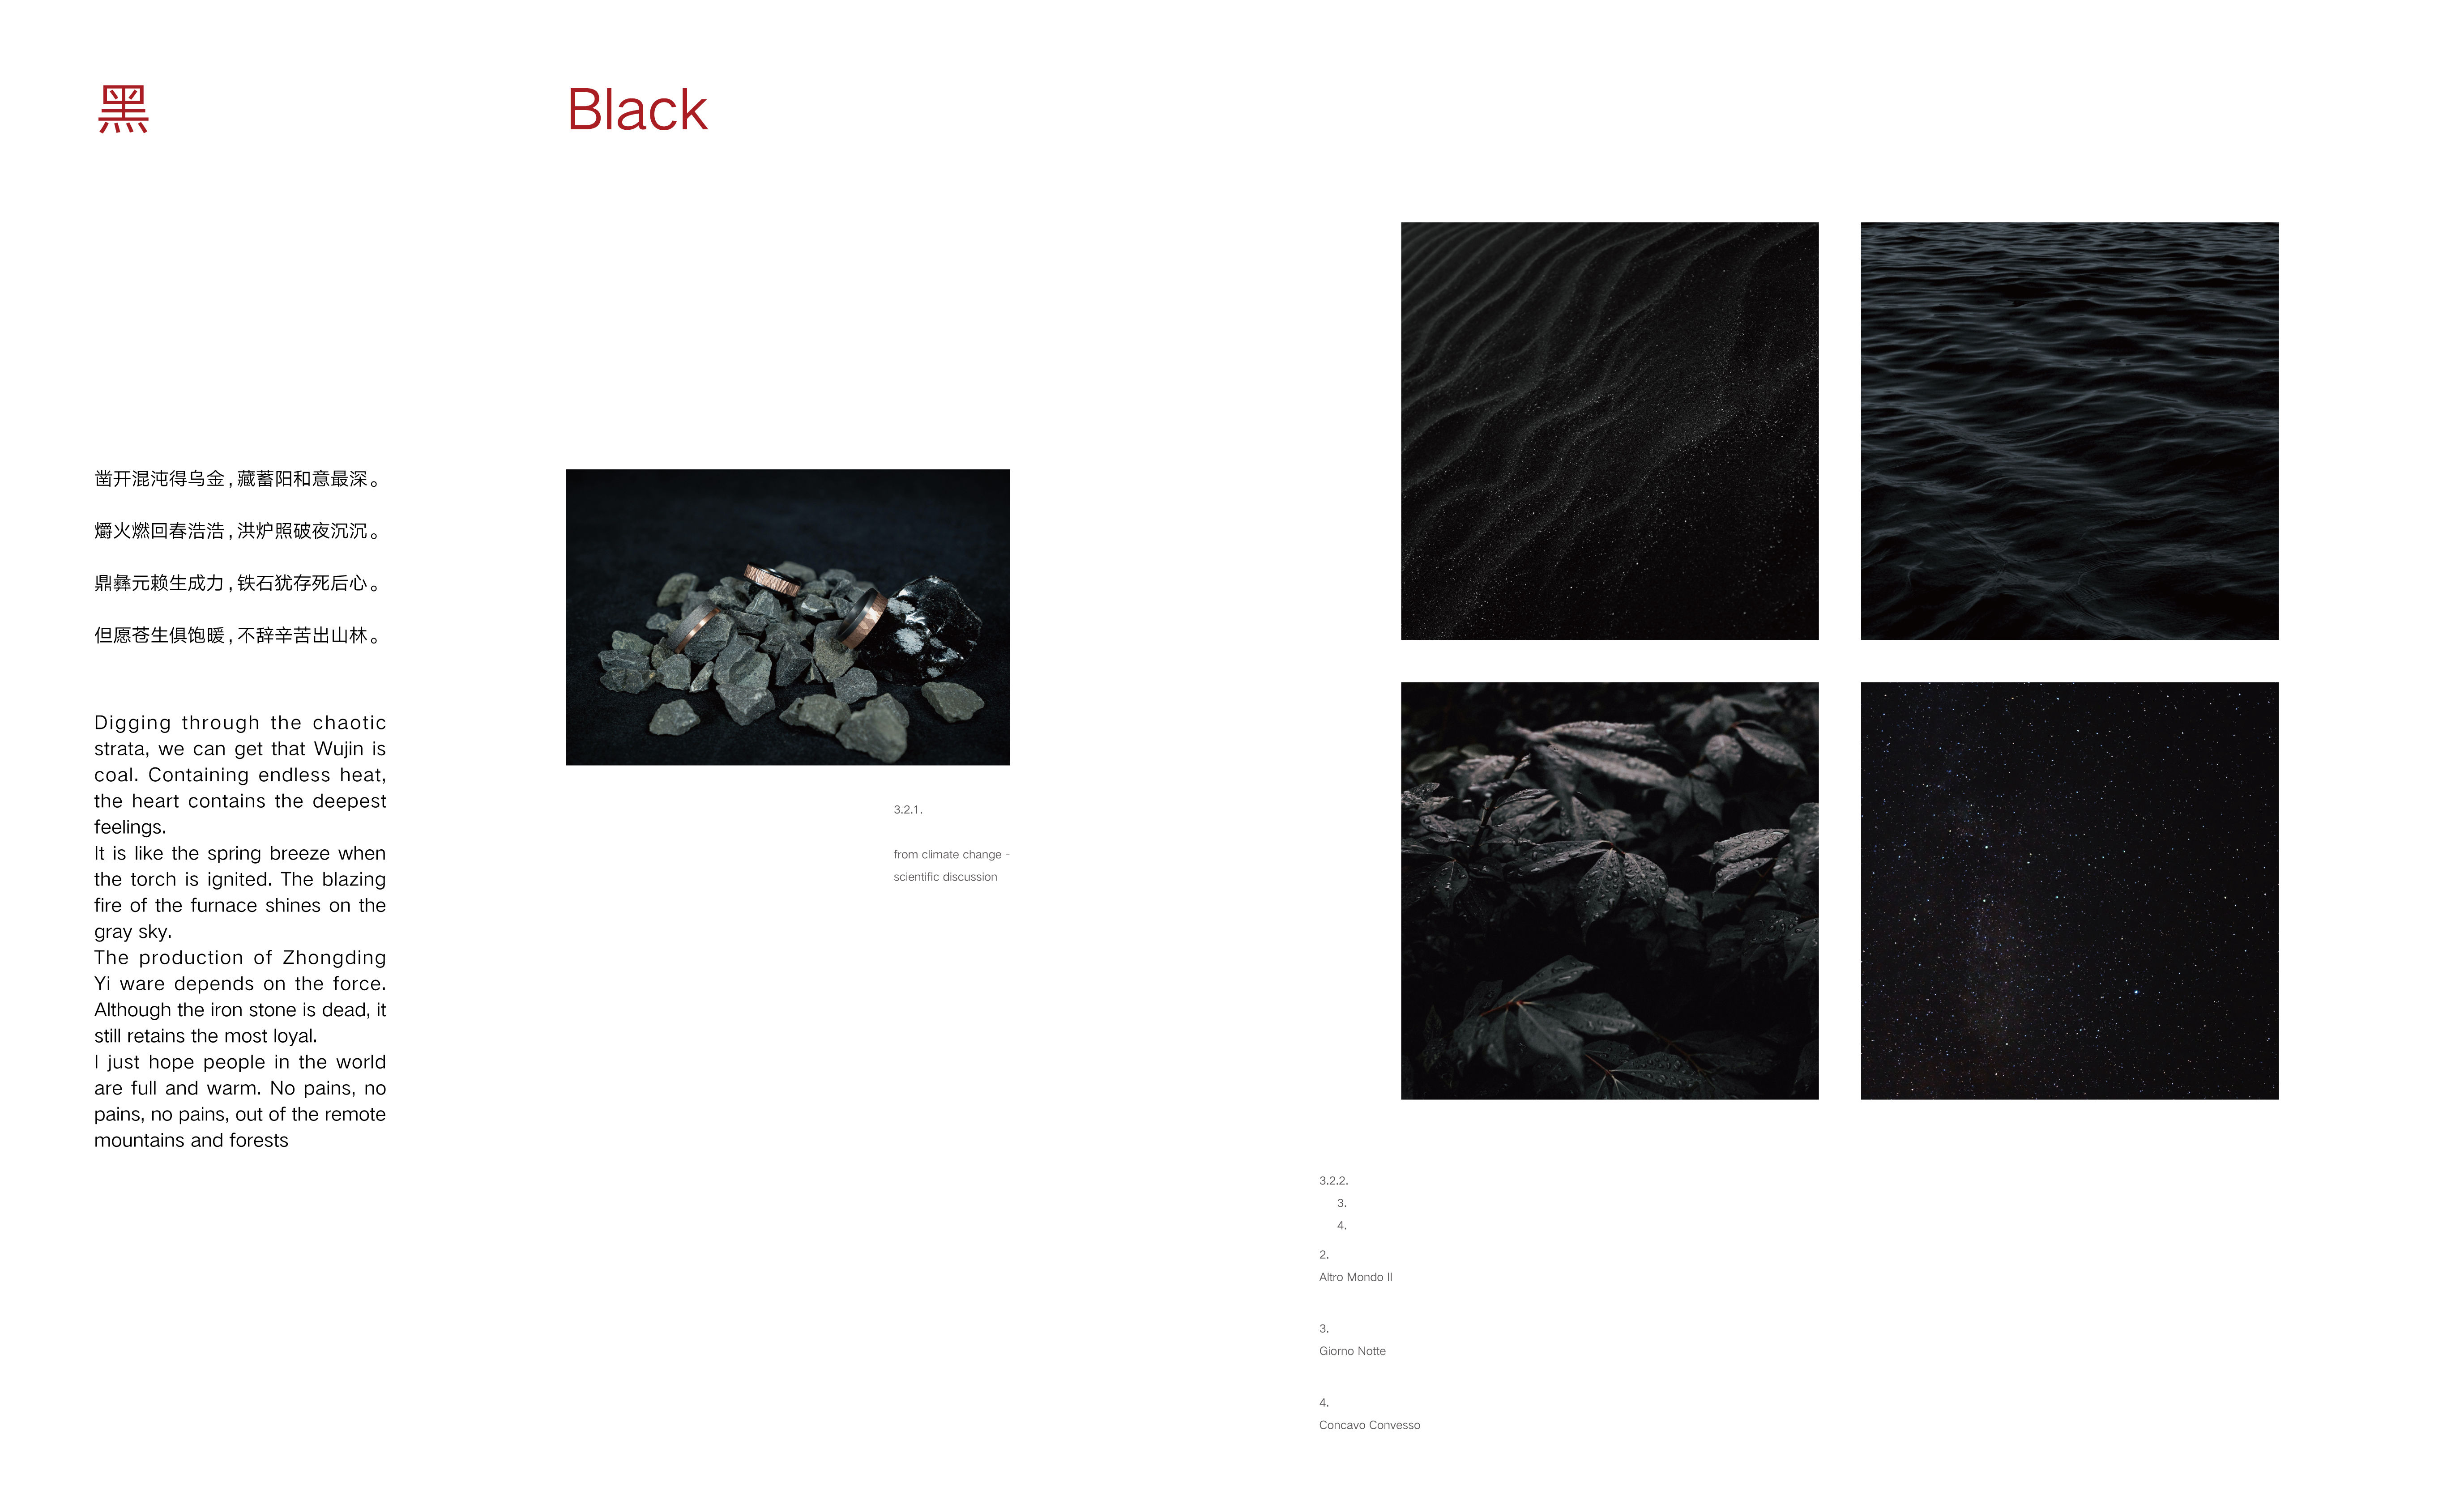 黑
Black
凿开混沌得乌金，藏蓄阳和意最深。
爝火燃回春浩浩，洪炉照破夜沉沉。
鼎彝元赖生成力，铁石犹存死后心。
但愿苍生俱饱暖，不辞辛苦出山林。
Digging through the chaotic
strata, we can get that Wujin is
coal. Containing endless heat,
the heart contains the deepest
feelings.
It is like the spring breeze when
the torch is ignited. The blazing
fire of the furnace shines on the
gray sky.
The production of Zhongding
Yi ware depends on the force.
Although the iron stone is dead, it
still retains the most loyal.
I just hope people in the world
are full and warm. No pains, no
pains, no pains, out of the remote
mountains and forests
3.2.1.
from climate change -
scientific discussion
3.2.2.
3.
4.
2.
Altro Mondo II
3.
Giorno Notte
4.
Concavo Convesso